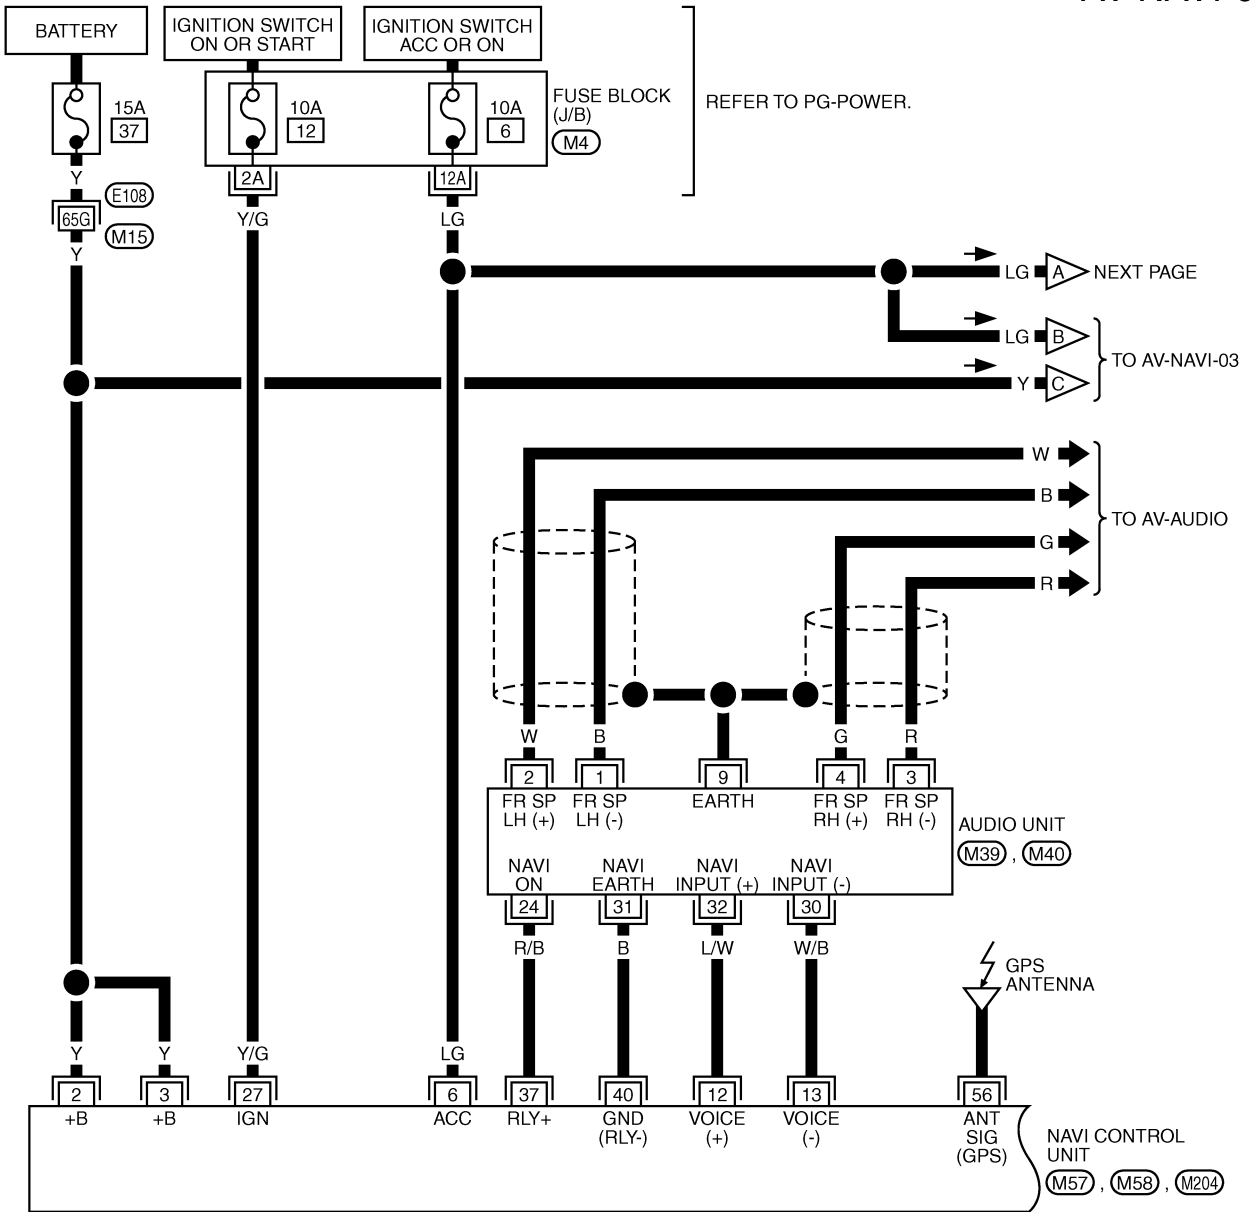 BATTERY
IGNITION SWITCH
ON OR START
IGNITION SWITCH
ACC OR ON
15A
37
10A
12
10A
6
FUSE BLOCK
(J/B)
M4
REFER TO PG-POWER.
2A
12A
Y
E108
65G
M15
Y
Y/G
LG
LG
A
NEXT PAGE
LG
B
TO AV-NAVI-03
Y
C
W
B
TO AV-AUDIO
G
R
W
B
G
R
2
1
9
4
3
FR SP
LH (+)
FR SP
LH (-)
EARTH
FR SP
RH (+)
FR SP
RH (-)
AUDIO UNIT
M39 , M40
NAVI
ON
NAVI
EARTH
NAVI
INPUT (+)
NAVI
INPUT (-)
24
31
32
30
R/B
B
L/W
W/B
GPS
ANTENNA
Y
Y
Y/G
LG
2
3
27
6
37
40
12
13
56
+B
+B
IGN
ACC
RLY+
GND
(RLY-)
VOICE
(+)
VOICE
(-)
ANT
SIG
(GPS)
NAVI CONTROL
UNIT
M57 , M58 , M204